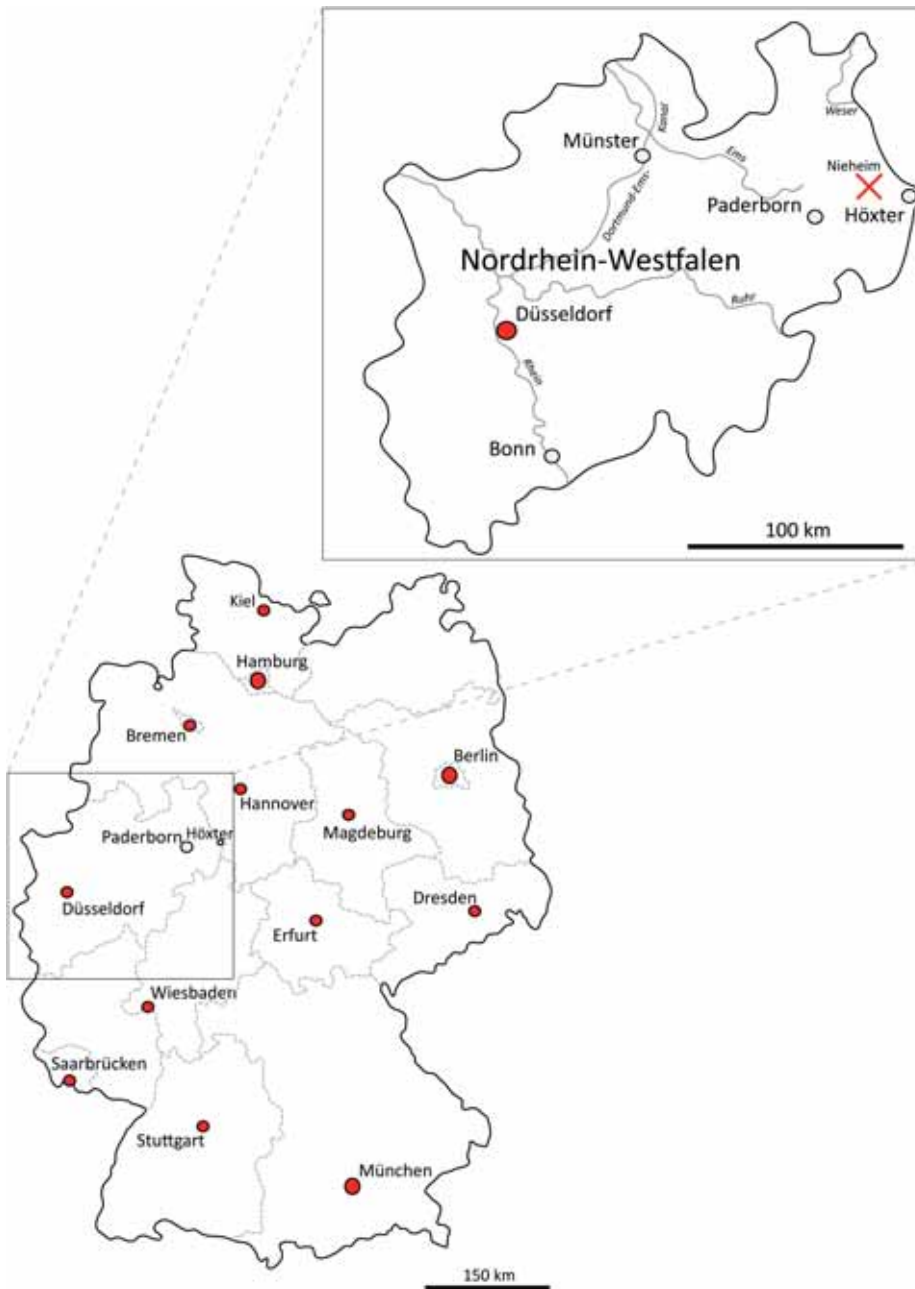 Weser
Kanal
Münster
Ems
Nieheim
Dortmund-Ems-
Paderborn
Höxter
Nordrhein-Westfalen
Ruhr
Düsseldorf
Rhein
Bonn
100 km
Kiel
Hamburg
Bremen
Berlin
Hannover
Magdeburg
Paderborn
Höxter
Düsseldorf
Dresden
Erfurt
Wiesbaden
Saarbrücken
Stuttgart
München
150 km